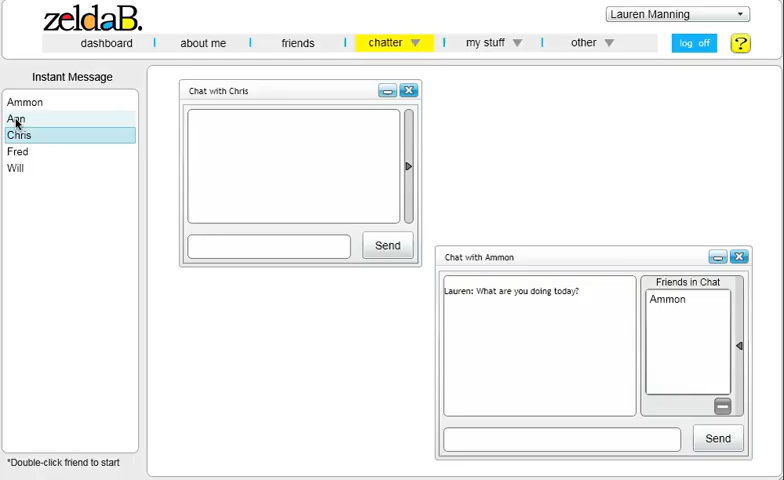 zeldaB.
Lauren Manning
dashboard
about me
friends
chatter
my stuff
other
log off
?
Instant Message
Ammon
Ann
Chris
Fred
Will
*Double-click friend to start
Chat with Chris
Send
Chat with Ammon
Lauren: What are you doing today?
Friends in Chat
Ammon
Send